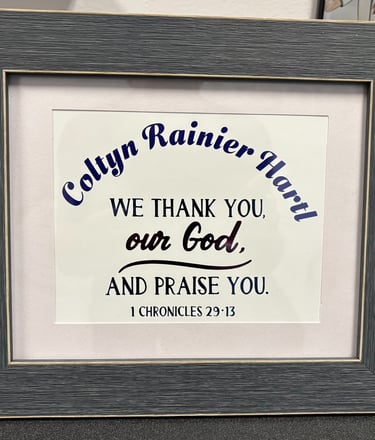 Coltyn Rainier Hartl
WE THANK YOU,
our God,
AND PRAISE YOU.
1 CHRONICLES 29·13